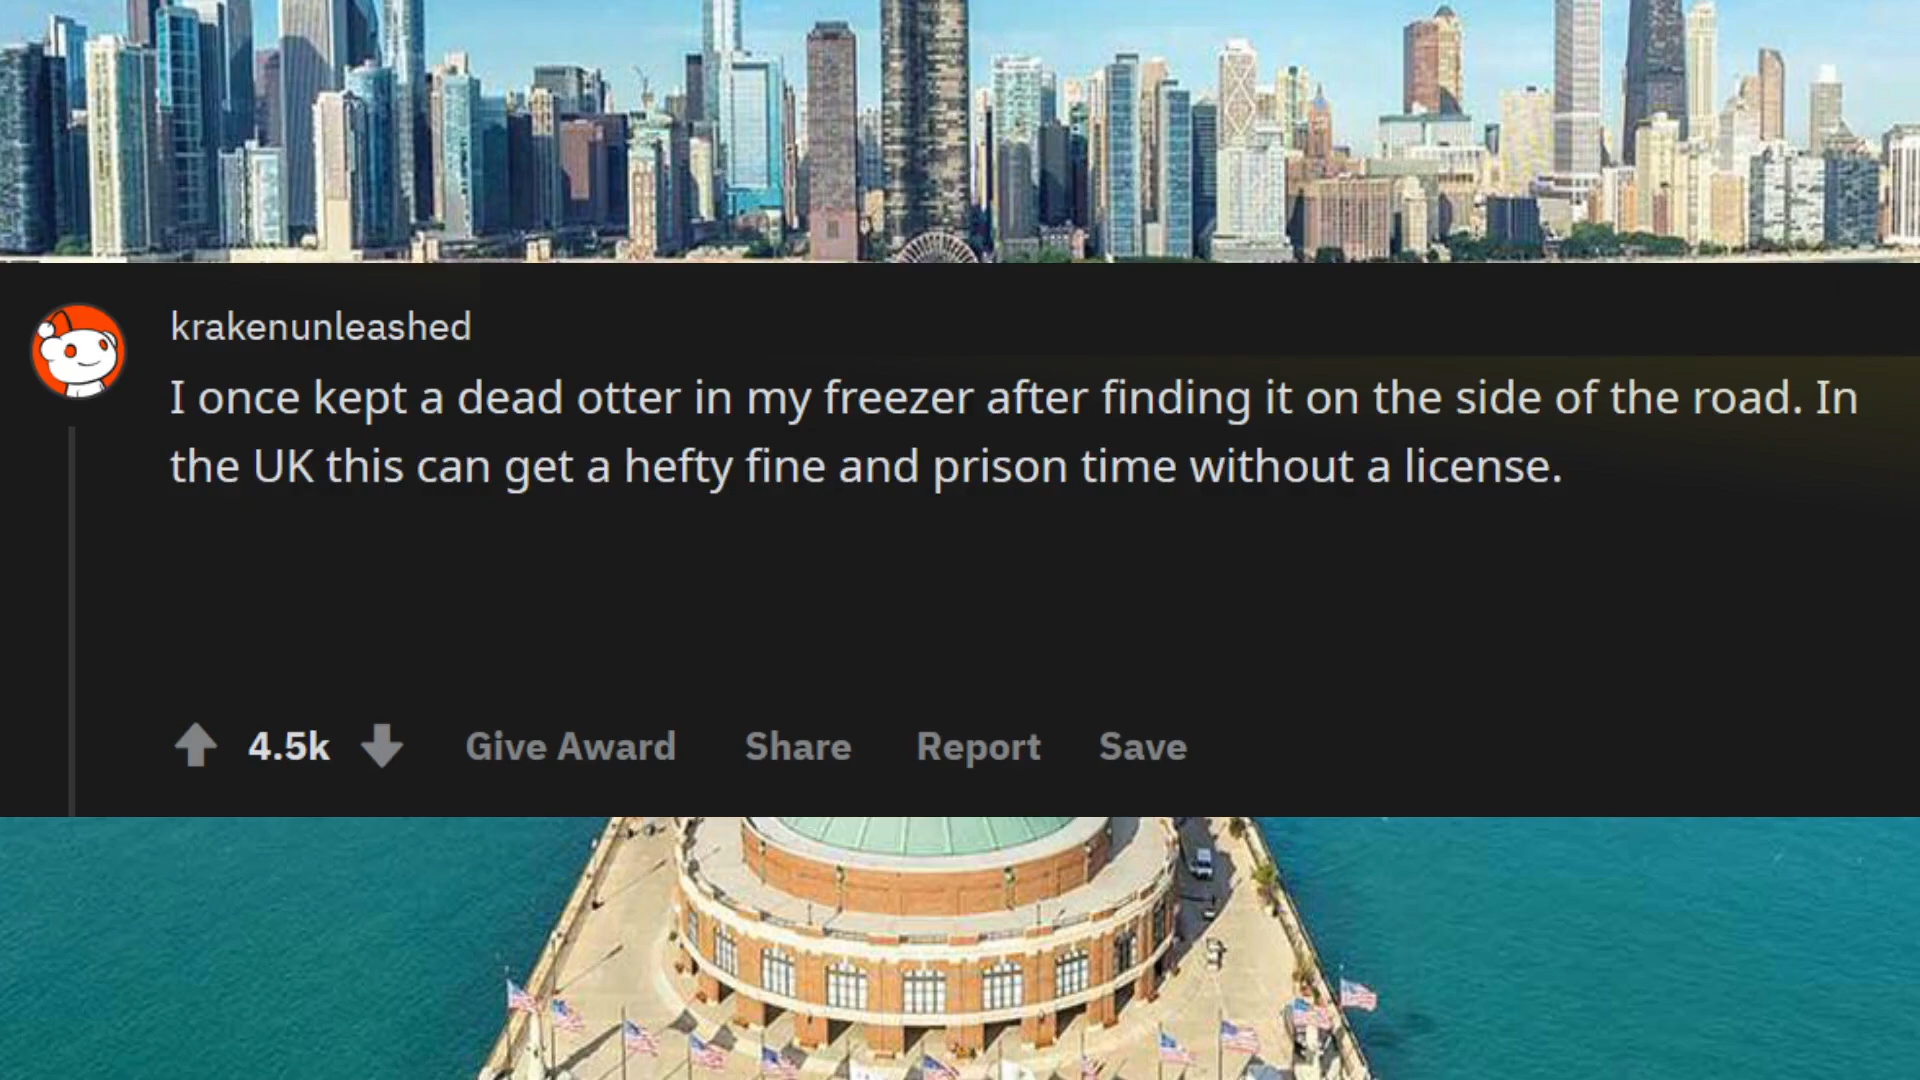 krakenunleashed
I once kept a dead otter in my freezer after finding it on the side of the road. In
the UK this can get a hefty fine and prison time without a license.
4.5k Give Award Share Report Save